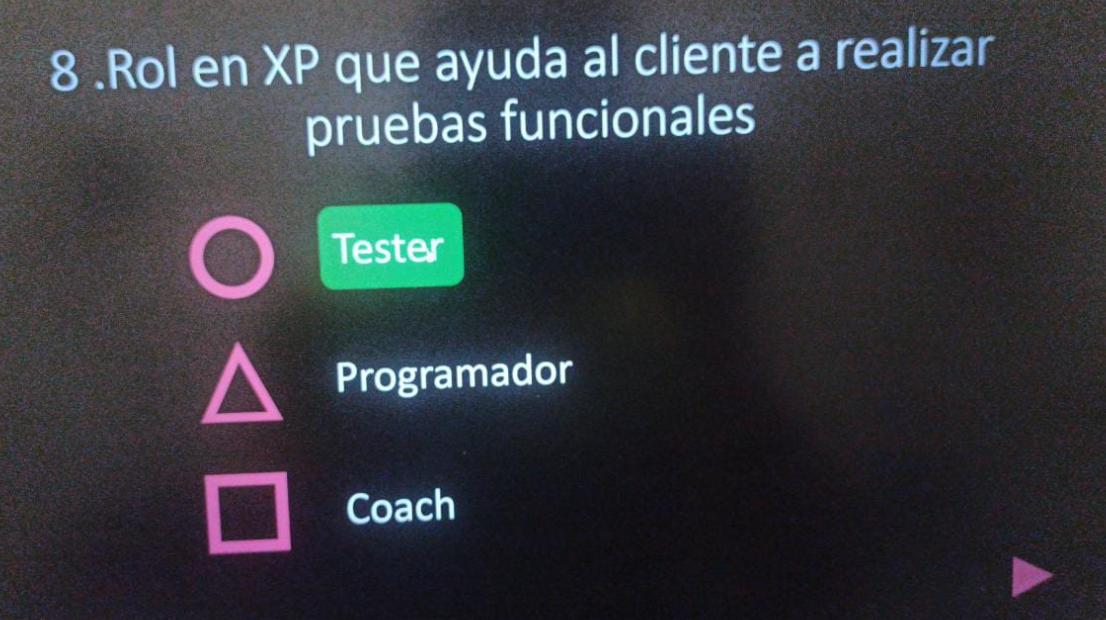 8 .Rol en XP que ayuda al cliente a realizar
pruebas funcionales
Tester
Programador
Coach